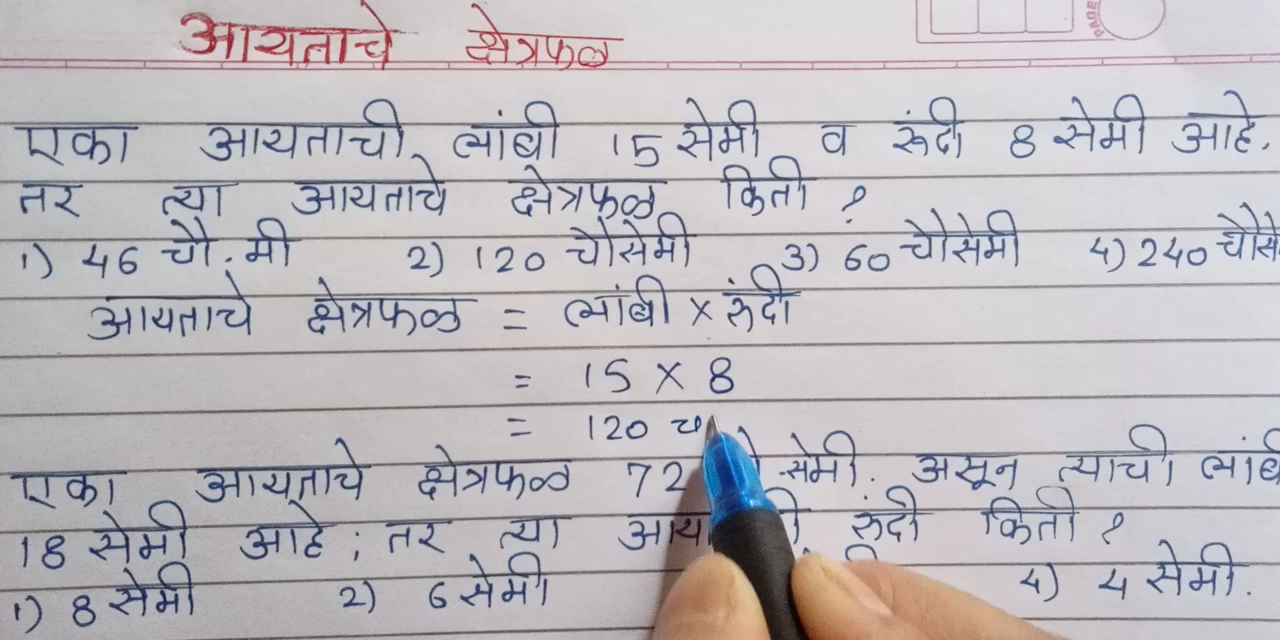 आयताचे क्षेत्रफळ
एका आयताची लांबी 15 सेमी व रूंदी 8 सेमी आहे.
तर त्या आयताचे क्षेत्रफळ किती ?
1) 46 चौ. मी 2) 120 चौसेमी 3) 60 चौसेमी 4) 240
आयताचे क्षेत्रफळ = लांबी × रुंदी
= 15 × 8
= 120
एका आयताचे क्षेत्रफळ 72 सेमी. असून त्याची
18 सेमी आहे ; तर त्या रुंदी किती ?
1) 8 सेमी 2) 6 सेमी 4) 4 सेमी.